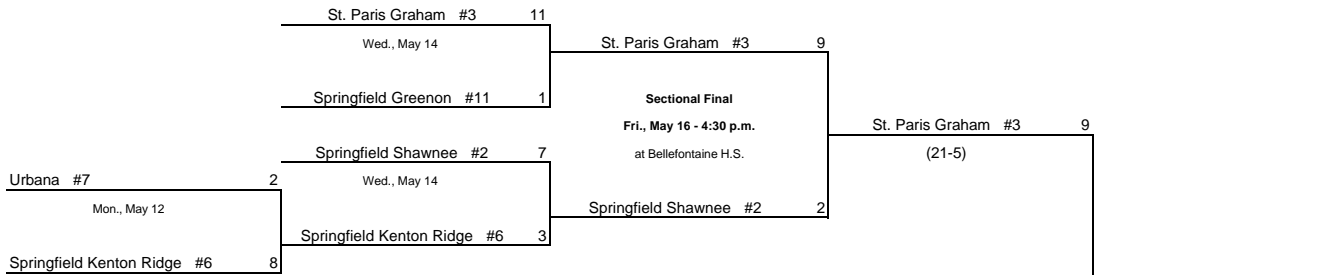 St. Paris Graham #3 11
Wed., May 14
St. Paris Graham #3 9
Springfield Greenon #11 1
Sectional Final
Fri., May 16 - 4:30 p.m.
St. Paris Graham #3 9
Springfield Shawnee #2 7
at Bellefontaine H.S.
(21-5)
Urbana #7 2
Wed., May 14
Mon., May 12
Springfield Shawnee #2 2
Springfield Kenton Ridge #6 3
Springfield Kenton Ridge #6 8